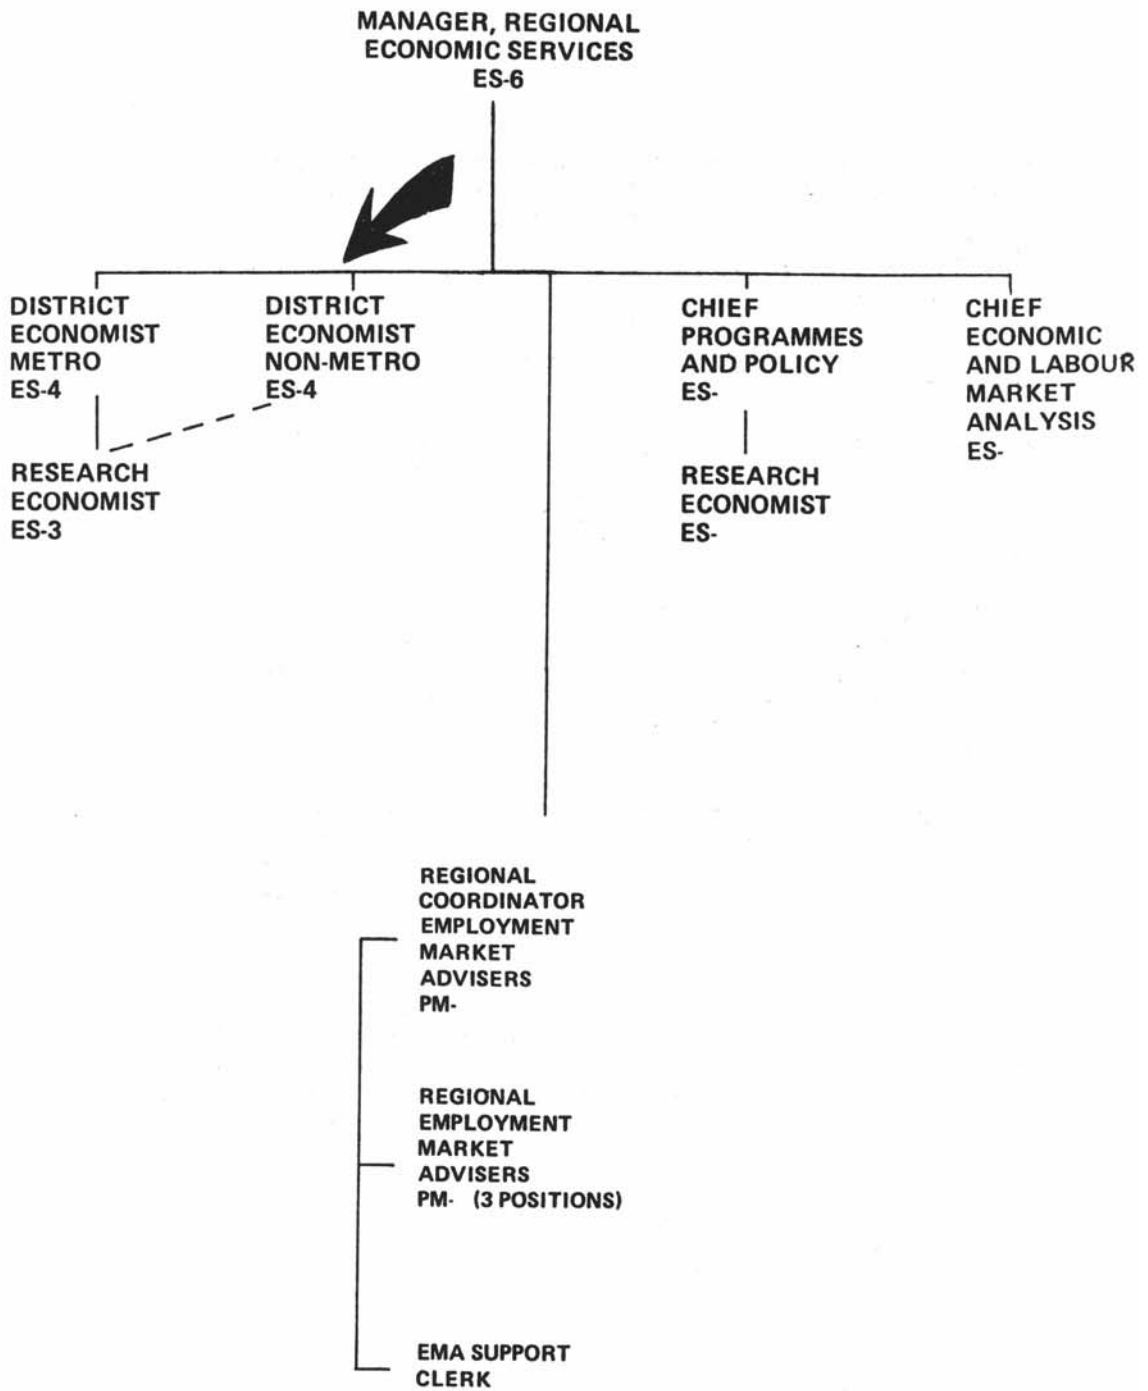 MANAGER, REGIONAL
ECONOMIC SERVICES
ES-6
DISTRICT
ECONOMIST
METRO
ES-4
DISTRICT
ECONOMIST
NON-METRO
ES-4
CHIEF
PROGRAMMES
AND POLICY
ES-
CHIEF
ECONOMIC
AND LABOUR
MARKET
ANALYSIS
ES-
RESEARCH
ECONOMIST
ES-3
RESEARCH
ECONOMIST
ES-
REGIONAL
COORDINATOR
EMPLOYMENT
MARKET
ADVISERS
PM-
REGIONAL
EMPLOYMENT
MARKET
ADVISERS
PM- (3 POSITIONS)
EMA SUPPORT
CLERK